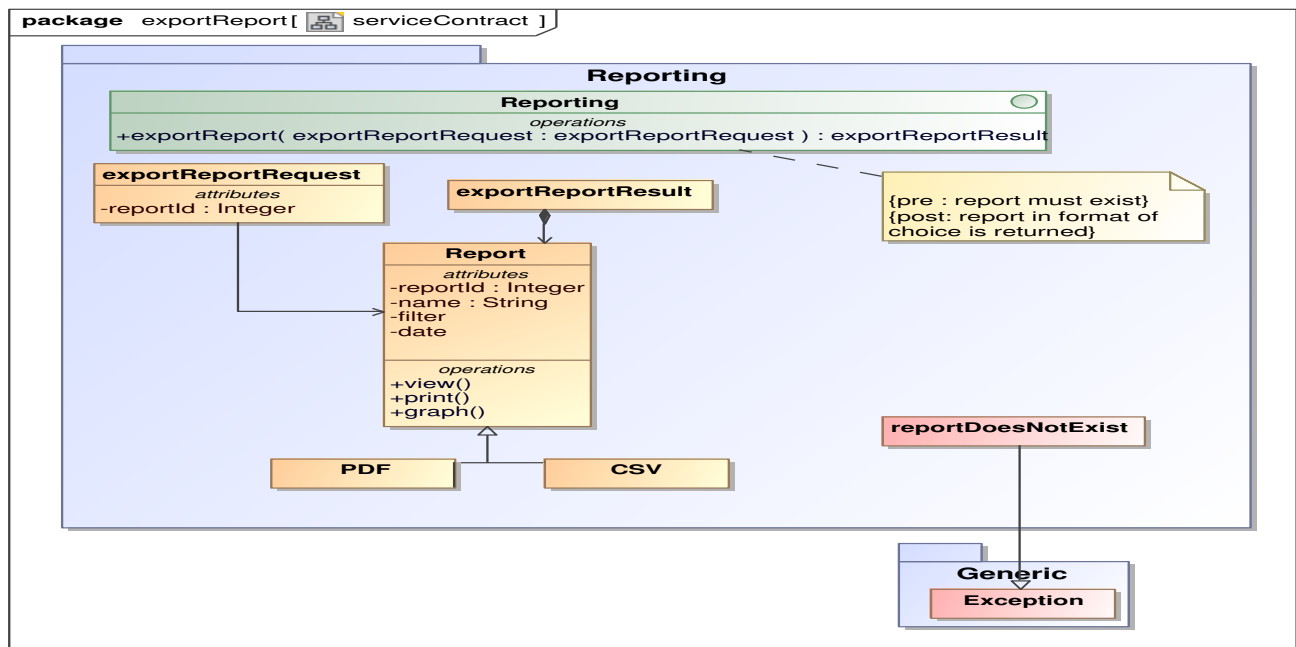 package exportReport[ serviceContract ]
Reporting
Reporting
operations
+exportReport( exportReportRequest : exportReportRequest ) : exportReportResult
exportReportRequest
attributes
-reportId : Integer
exportReportResult
{pre : report must exist}
{post: report in format of
choice is returned}
Report
attributes
-reportId : Integer
-name : String
-filter
-date
operations
+view()
+print()
+graph()
reportDoesNotExist
PDF
CSV
Generic
Exception